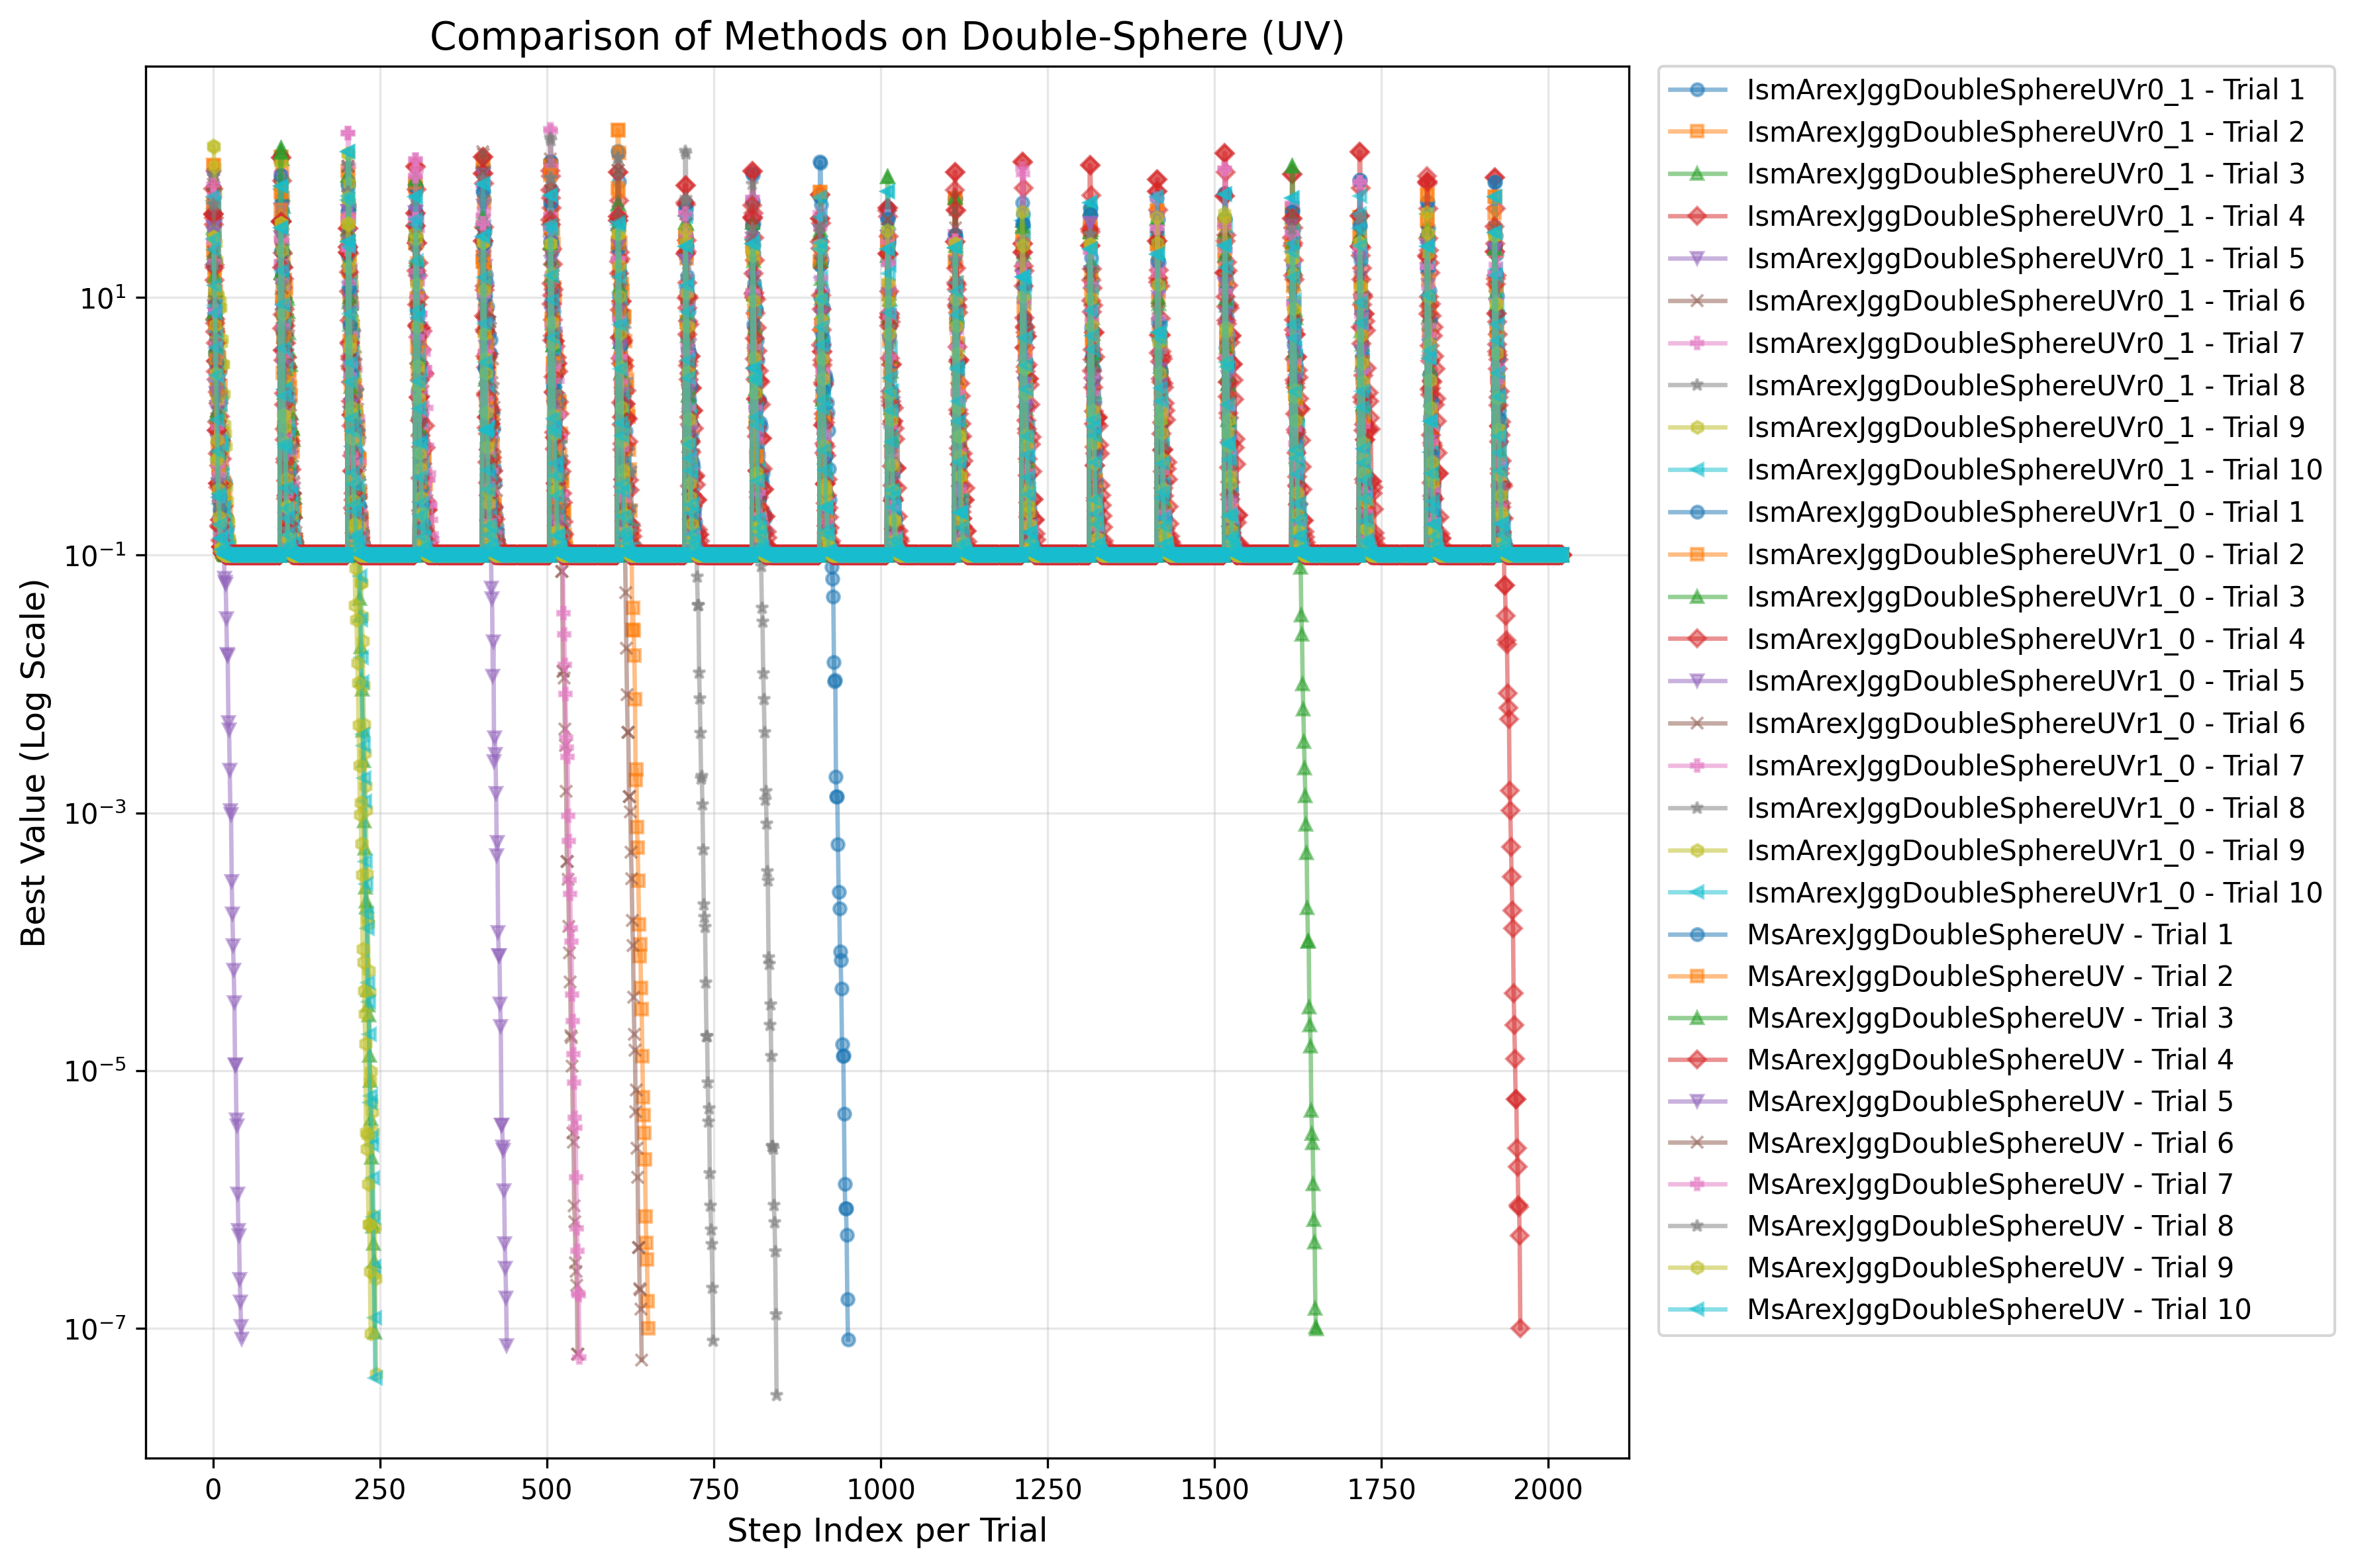 Comparison of Methods on Double-Sphere (UV)
Best Value (Log Scale)
10¹
10⁻¹
10⁻³
10⁻⁵
10⁻⁷
0 250 500 750 1000 1250 1500 1750 2000
Step Index per Trial
IsmArexJggDoubleSphereUVr0_1 - Trial 1
IsmArexJggDoubleSphereUVr0_1 - Trial 2
IsmArexJggDoubleSphereUVr0_1 - Trial 3
IsmArexJggDoubleSphereUVr0_1 - Trial 4
IsmArexJggDoubleSphereUVr0_1 - Trial 5
IsmArexJggDoubleSphereUVr0_1 - Trial 6
IsmArexJggDoubleSphereUVr0_1 - Trial 7
IsmArexJggDoubleSphereUVr0_1 - Trial 8
IsmArexJggDoubleSphereUVr0_1 - Trial 9
IsmArexJggDoubleSphereUVr0_1 - Trial 10
IsmArexJggDoubleSphereUVr1_0 - Trial 1
IsmArexJggDoubleSphereUVr1_0 - Trial 2
IsmArexJggDoubleSphereUVr1_0 - Trial 3
IsmArexJggDoubleSphereUVr1_0 - Trial 4
IsmArexJggDoubleSphereUVr1_0 - Trial 5
IsmArexJggDoubleSphereUVr1_0 - Trial 6
IsmArexJggDoubleSphereUVr1_0 - Trial 7
IsmArexJggDoubleSphereUVr1_0 - Trial 8
IsmArexJggDoubleSphereUVr1_0 - Trial 9
IsmArexJggDoubleSphereUVr1_0 - Trial 10
MsArexJggDoubleSphereUV - Trial 1
MsArexJggDoubleSphereUV - Trial 2
MsArexJggDoubleSphereUV - Trial 3
MsArexJggDoubleSphereUV - Trial 4
MsArexJggDoubleSphereUV - Trial 5
MsArexJggDoubleSphereUV - Trial 6
MsArexJggDoubleSphereUV - Trial 7
MsArexJggDoubleSphereUV - Trial 8
MsArexJggDoubleSphereUV - Trial 9
MsArexJggDoubleSphereUV - Trial 10